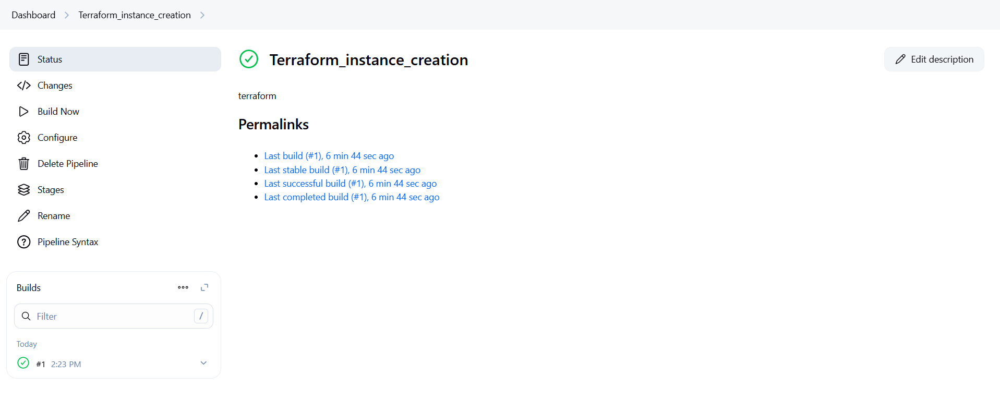 Dashboard Terraform_instance_creation
Status
Changes
Build Now
Configure
Delete Pipeline
Stages
Rename
Pipeline Syntax
Builds
Filter /
Today
#1 2:23 PM
Terraform_instance_creation
Edit description
terraform
Permalinks
Last build (#1), 6 min 44 sec ago
Last stable build (#1), 6 min 44 sec ago
Last successful build (#1), 6 min 44 sec ago
Last completed build (#1), 6 min 44 sec ago